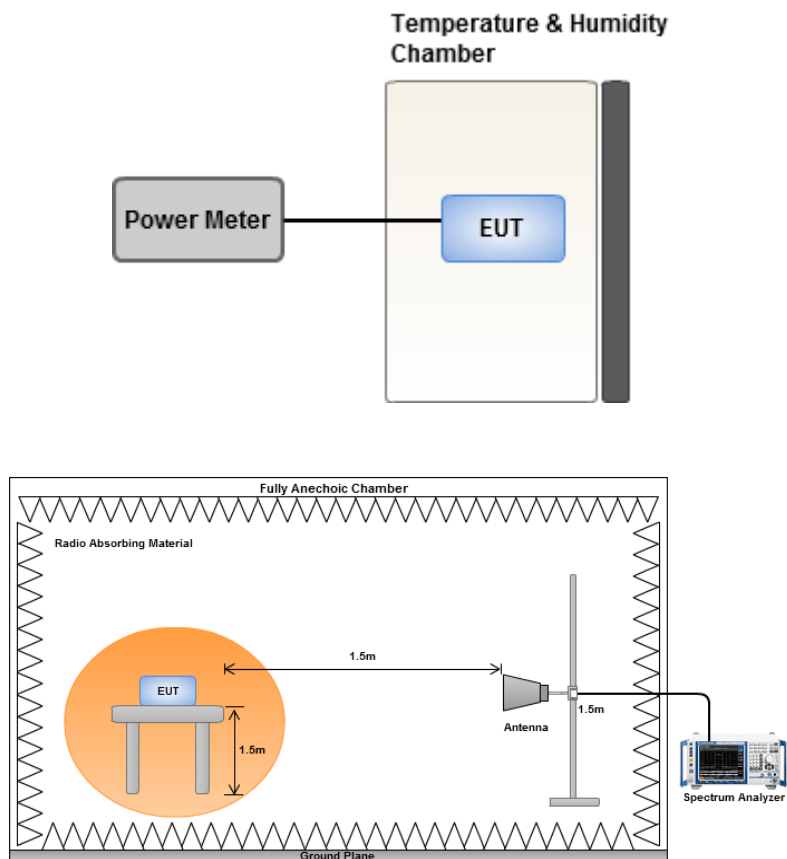 Temperature & Humidity
Chamber
Power Meter
EUT
Fully Anechoic Chamber
Radio Absorbing Material
1.5m
EUT
1.5m
Antenna
1.5m
Spectrum Analyzer
Ground Plane